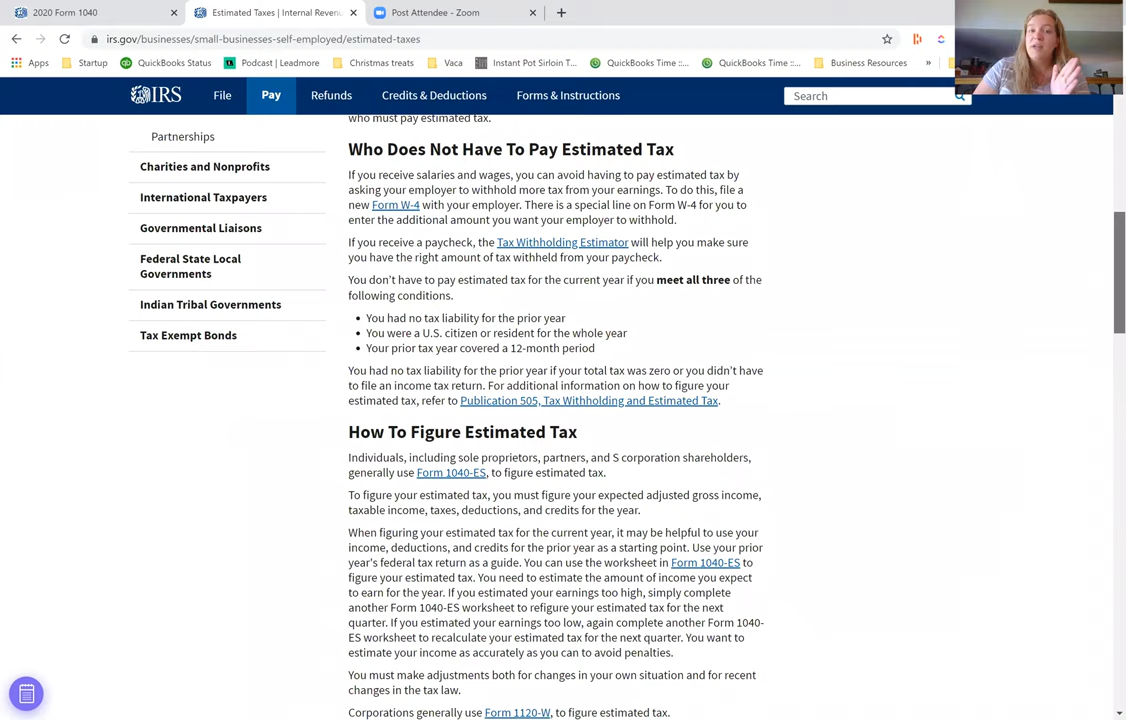 2020 Form 1040
Estimated Taxes | Internal Revenu
Post Attendee - Zoom
irs.gov/businesses/small-businesses-self-employed/estimated-taxes
Apps
Startup
QuickBooks Status
Podcast | Leadmore
Christmas treats
Vaca
Instant Pot Sirloin T...
QuickBooks Time ::...
QuickBooks Time ::...
Business Resources
»
IRS
File
Pay
Refunds
Credits & Deductions
Forms & Instructions
Search
Partnerships
Charities and Nonprofits
International Taxpayers
Governmental Liaisons
Federal State Local
Governments
Indian Tribal Governments
Tax Exempt Bonds
who must pay estimated tax.
Who Does Not Have To Pay Estimated Tax
If you receive salaries and wages, you can avoid having to pay estimated tax by
asking your employer to withhold more tax from your earnings. To do this, file a
new Form W-4 with your employer. There is a special line on Form W-4 for you to
enter the additional amount you want your employer to withhold.
If you receive a paycheck, the Tax Withholding Estimator will help you make sure
you have the right amount of tax withheld from your paycheck.
You don't have to pay estimated tax for the current year if you meet all three of the
following conditions.
• You had no tax liability for the prior year
• You were a U.S. citizen or resident for the whole year
• Your prior tax year covered a 12-month period
You had no tax liability for the prior year if your total tax was zero or you didn't have
to file an income tax return. For additional information on how to figure your
estimated tax, refer to Publication 505, Tax Withholding and Estimated Tax.
How To Figure Estimated Tax
Individuals, including sole proprietors, partners, and S corporation shareholders,
generally use Form 1040-ES, to figure estimated tax.
To figure your estimated tax, you must figure your expected adjusted gross income,
taxable income, taxes, deductions, and credits for the year.
When figuring your estimated tax for the current year, it may be helpful to use your
income, deductions, and credits for the prior year as a starting point. Use your prior
year's federal tax return as a guide. You can use the worksheet in Form 1040-ES to
figure your estimated tax. You need to estimate the amount of income you expect
to earn for the year. If you estimated your earnings too high, simply complete
another Form 1040-ES worksheet to refigure your estimated tax for the next
quarter. If you estimated your earnings too low, again complete another Form 1040-
ES worksheet to recalculate your estimated tax for the next quarter. You want to
estimate your income as accurately as you can to avoid penalties.
You must make adjustments both for changes in your own situation and for recent
changes in the tax law.
Corporations generally use Form 1120-W, to figure estimated tax.